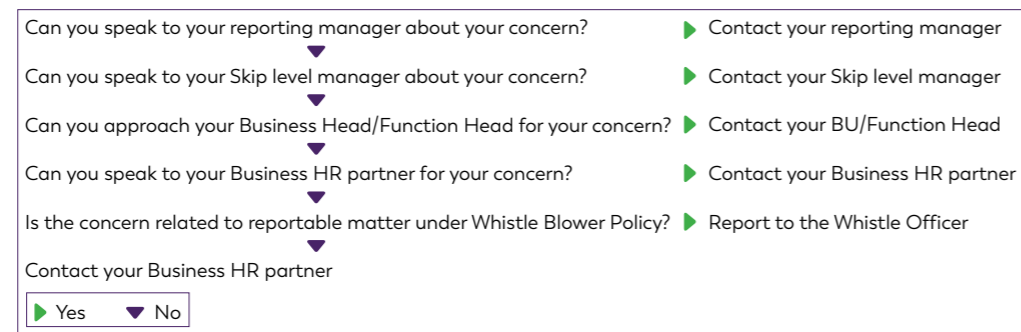 Can you speak to your reporting manager about your concern? Contact your reporting manager
Can you speak to your Skip level manager about your concern? Contact your Skip level manager
Can you approach your Business Head/Function Head for your concern? Contact your BU/Function Head
Can you speak to your Business HR partner for your concern? Contact your Business HR partner
Is the concern related to reportable matter under Whistle Blower Policy? Report to the Whistle Officer
Contact your Business HR partner
Yes No